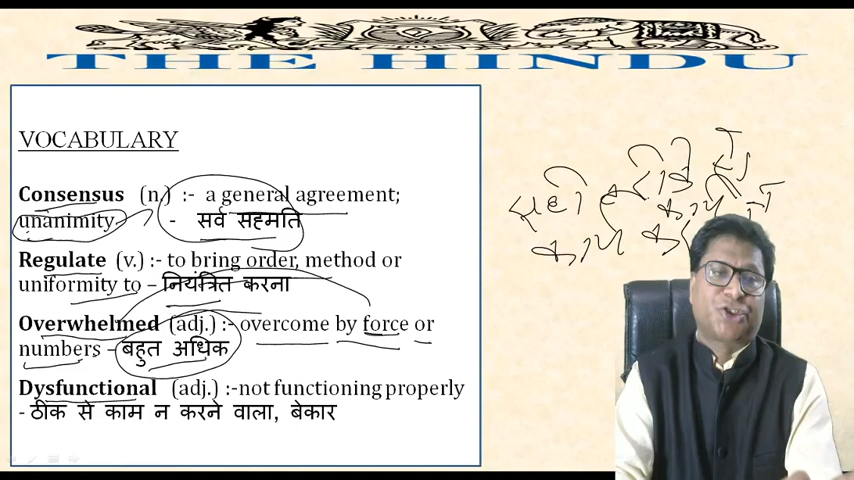 THE HINDU
VOCABULARY
Consensus (n.) :- a general agreement;
unanimity - सर्व सहमति
Regulate (v.) :- to bring order, method or
uniformity to – नियंत्रित करना
Overwhelmed (adj.) :- overcome by force or
numbers – बहुत अधिक
Dysfunctional (adj.) :-not functioning properly
- ठीक से काम न करने वाला, बेकार
सही तरीके से
कार्य